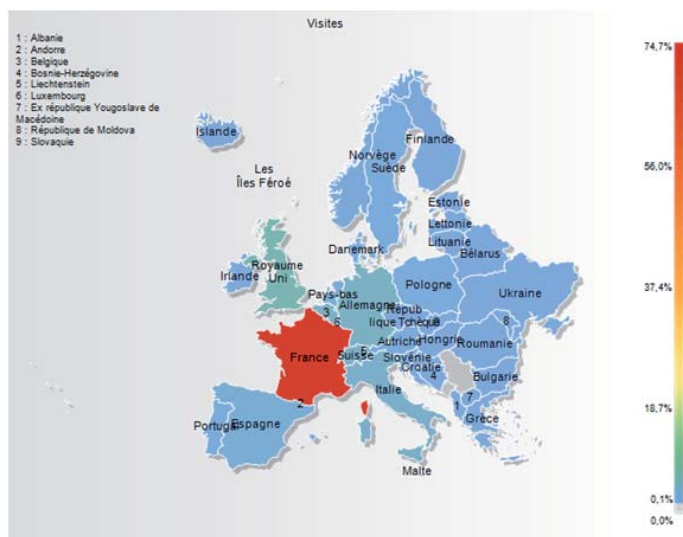 Visites
1 : Albanie
2 : Andorre
3 : Belgique
4 : Bosnie-Herzégovine
5 : Liechtenstein
6 : Luxembourg
7 : Ex république Yougoslave de
Macédoine
8 : République de Moldova
9 : Slovaquie
74,7%
56,0%
37,4%
18,7%
0,1%
0,0%
Islande
Finlande
Norvège
Suède
Les
Îles Féroé
Estonie
Lettonie
Lituanie
Danemark
Bélarus
Royaume
Uni
Irlande
Pays-bas
Pologne
Allemagne
Ukraine
3
6
Répub
lique Tchèque
9
8
Autriche
Hongrie
Roumanie
France
Suisse
5
Slovénie
Croatie
4
Bulgarie
Italie
2
7
1
Portugal
Espagne
Grèce
Malte